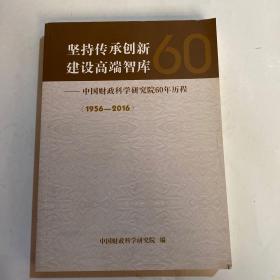 坚持传承创新
建设高端智库
60
——中国财政科学研究院60年历程
（1956—2016）
中国财政科学研究院 编